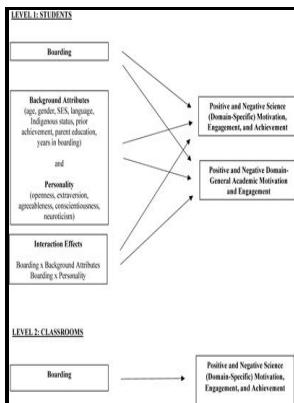 LEVEL 1: STUDENTS
Boarding
Background Attributes
(age, gender, SES, language,
Indigenous status, prior
achievement, parent education,
years in boarding)
and
Personality
(openness, extraversion,
agreeableness, conscientiousness,
neuroticism)
Interaction Effects
Boarding x Background Attributes
Boarding x Personality
Positive and Negative Science
(Domain-Specific) Motivation,
Engagement, and Achievement
Positive and Negative Domain-
General Academic Motivation
and Engagement
LEVEL 2: CLASSROOMS
Boarding
Positive and Negative Science
(Domain-Specific) Motivation,
Engagement, and Achievement